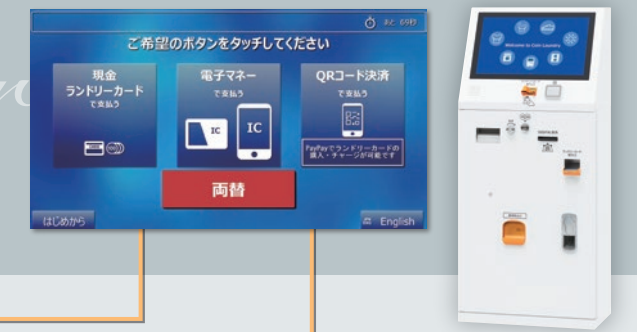 あと 69秒
ご希望のボタンをタッチしてください
現金
ランドリーカード
で支払う
電子マネー
で支払う
IC
IC
QRコード決済
で支払う
PayPayでランドリーカードの
購入・チャージが可能です
両替
はじめから
English
Welcome to Coin Laundry